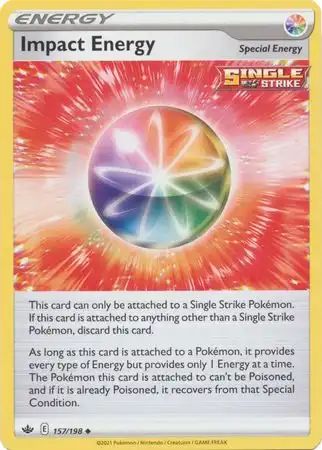 ENERGY
Impact Energy
Special Energy
SINGLE
STRIKE
This card can only be attached to a Single Strike Pokémon.
If this card is attached to anything other than a Single
Strike Pokémon, discard this card.
As long as this card is attached to a Pokémon, it provides
every type of Energy but provides only 1 Energy at a time.
The Pokémon this card is attached to can't be Poisoned,
and if it is already Poisoned, it recovers from that Special
Condition.
E 157/198
©2021 Pokémon / Nintendo / Creatures / GAME FREAK